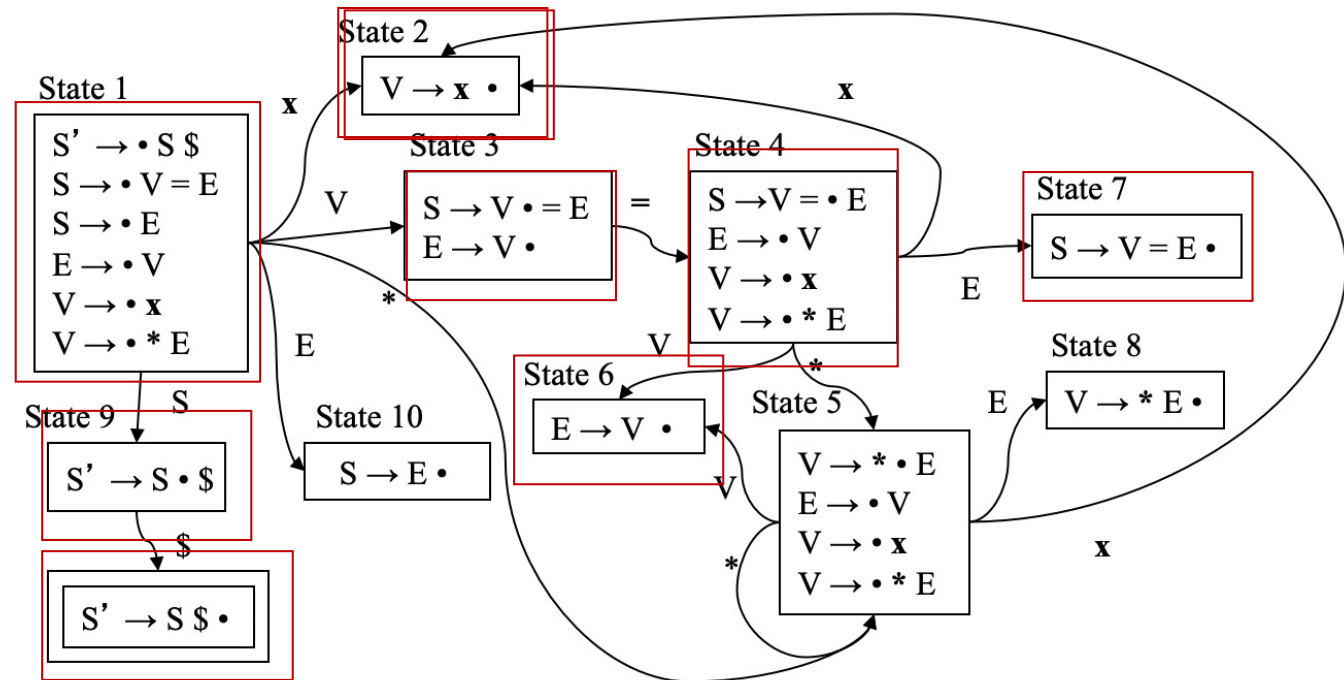 State 1
S’ → • S $
S → • V = E
S → • E
E → • V
V → • x
V → • * E
x
State 2
V → x •
V
State 3
S → V • = E
E → V •
=
State 4
S → V = • E
E → • V
V → • x
V → • * E
x
E
State 7
S → V = E •
*
E
S
State 9
S’ → S • $
$
S’ → S $ •
State 10
S → E •
V
State 6
E → V •
*
State 5
V → * • E
E → • V
V → • x
V → • * E
V
*
E
State 8
V → * E •
x